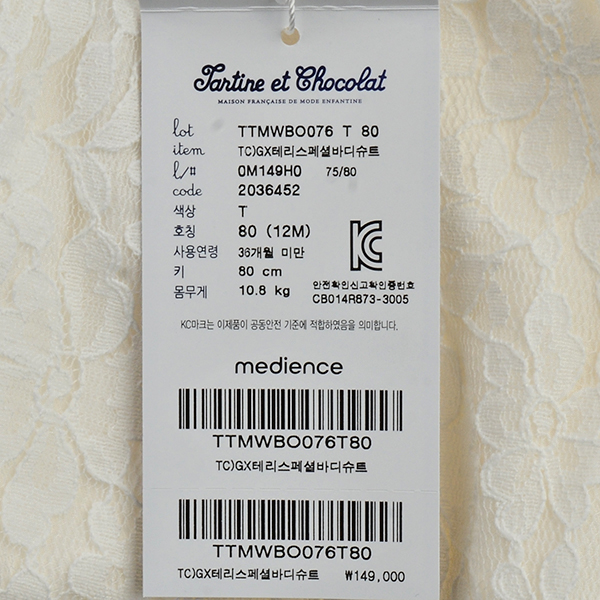 Tartine et Chocolat
MAISON FRANÇAISE DE MODE ENFANTINE
lot TTMWBO076 T 80
item TC)GX테리스페셜바디슈트
l/# 0M149H0 75/80
code 2036452
색상 T
호칭 80 (12M)
사용연령 36개월 미만
키 80 cm
몸무게 10.8 kg
안전확인신고확인증번호
CB014R873-3005
KC마크는 이제품이 공동안전 기준에 적합하였음을 의미합니다.
medience
TTMWBO076T80
TC)GX테리스페셜바디슈트
TTMWBO076T80
TC)GX테리스페셜바디슈트 ₩149,000